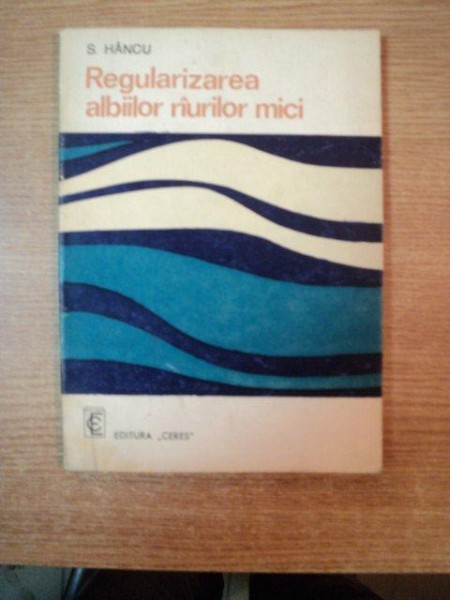 S. HÂNCU
Regularizarea
albiilor rîurilor mici
EDITURA „CERES"